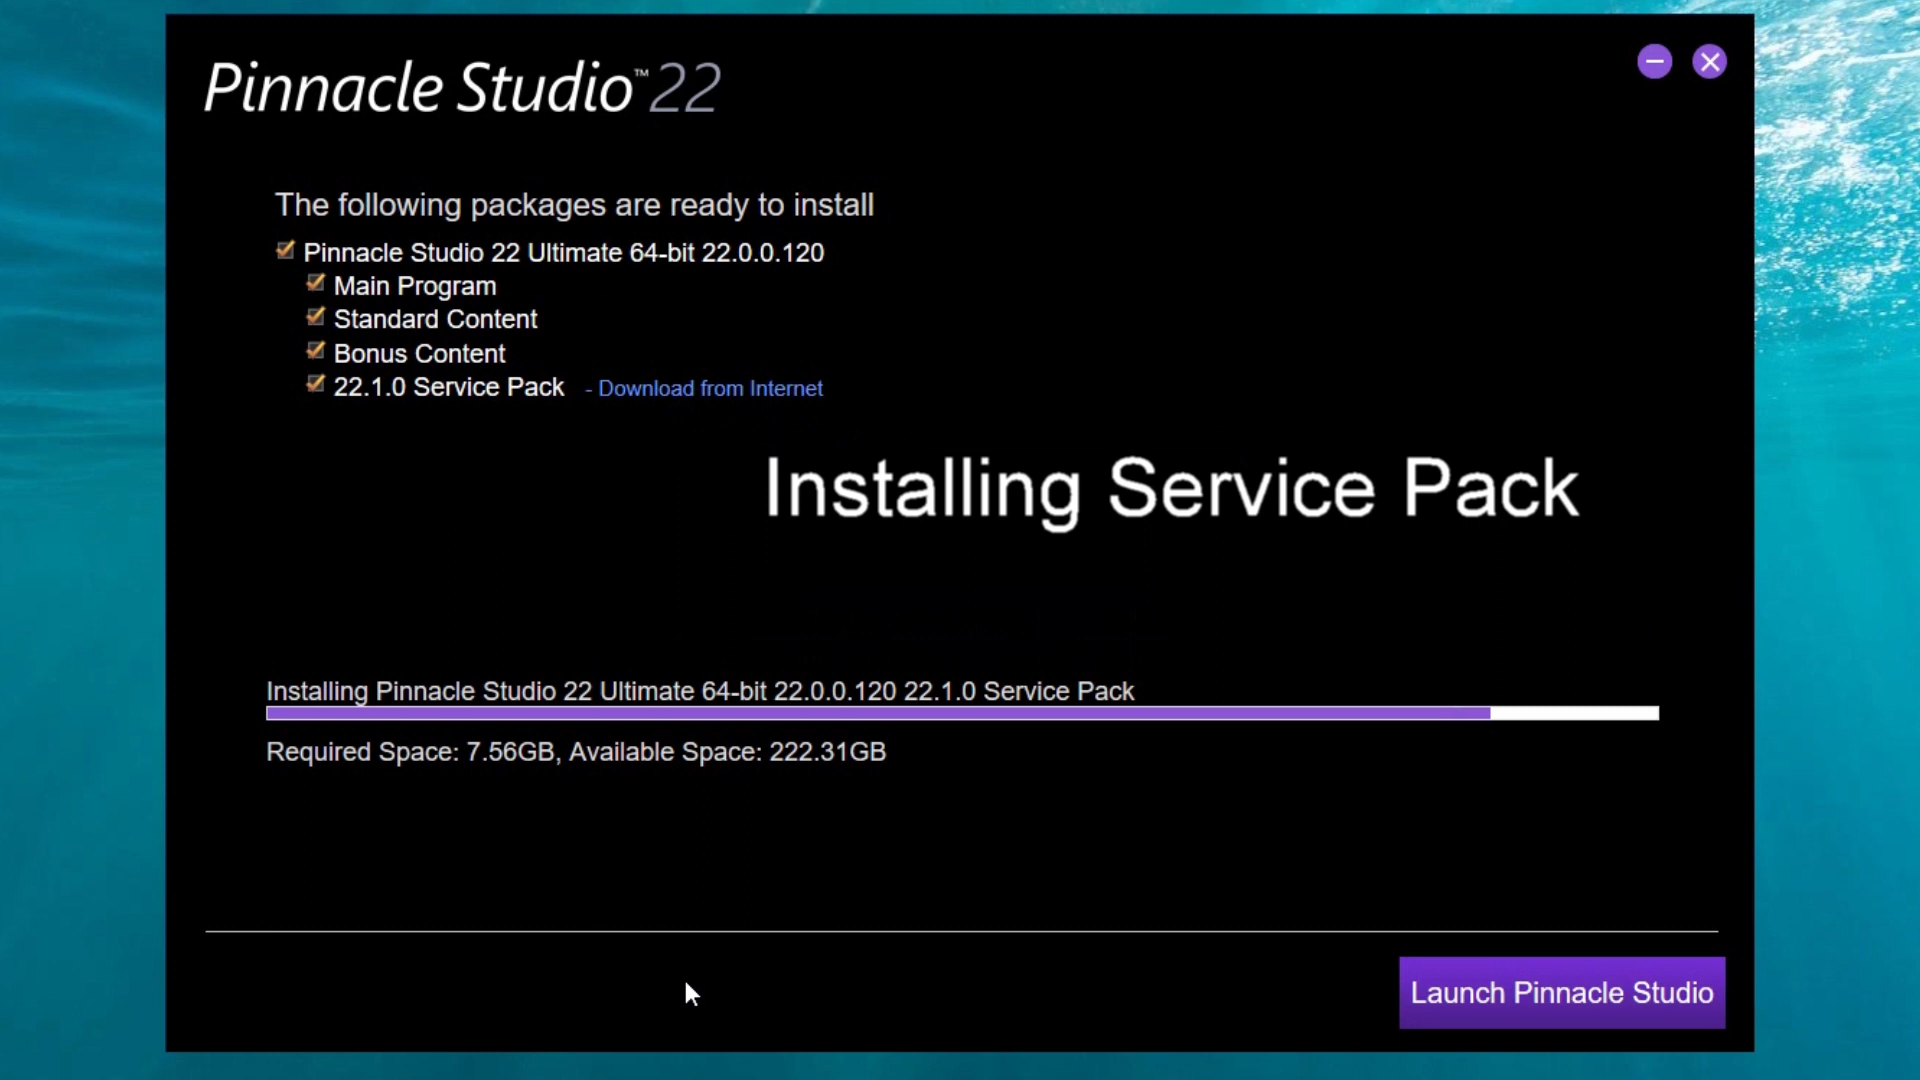 Pinnacle Studio™ 22
The following packages are ready to install
Pinnacle Studio 22 Ultimate 64-bit 22.0.0.120
Main Program
Standard Content
Bonus Content
22.1.0 Service Pack - Download from Internet
Installing Service Pack
Installing Pinnacle Studio 22 Ultimate 64-bit 22.0.0.120 22.1.0 Service Pack
Required Space: 7.56GB, Available Space: 222.31GB
Launch Pinnacle Studio